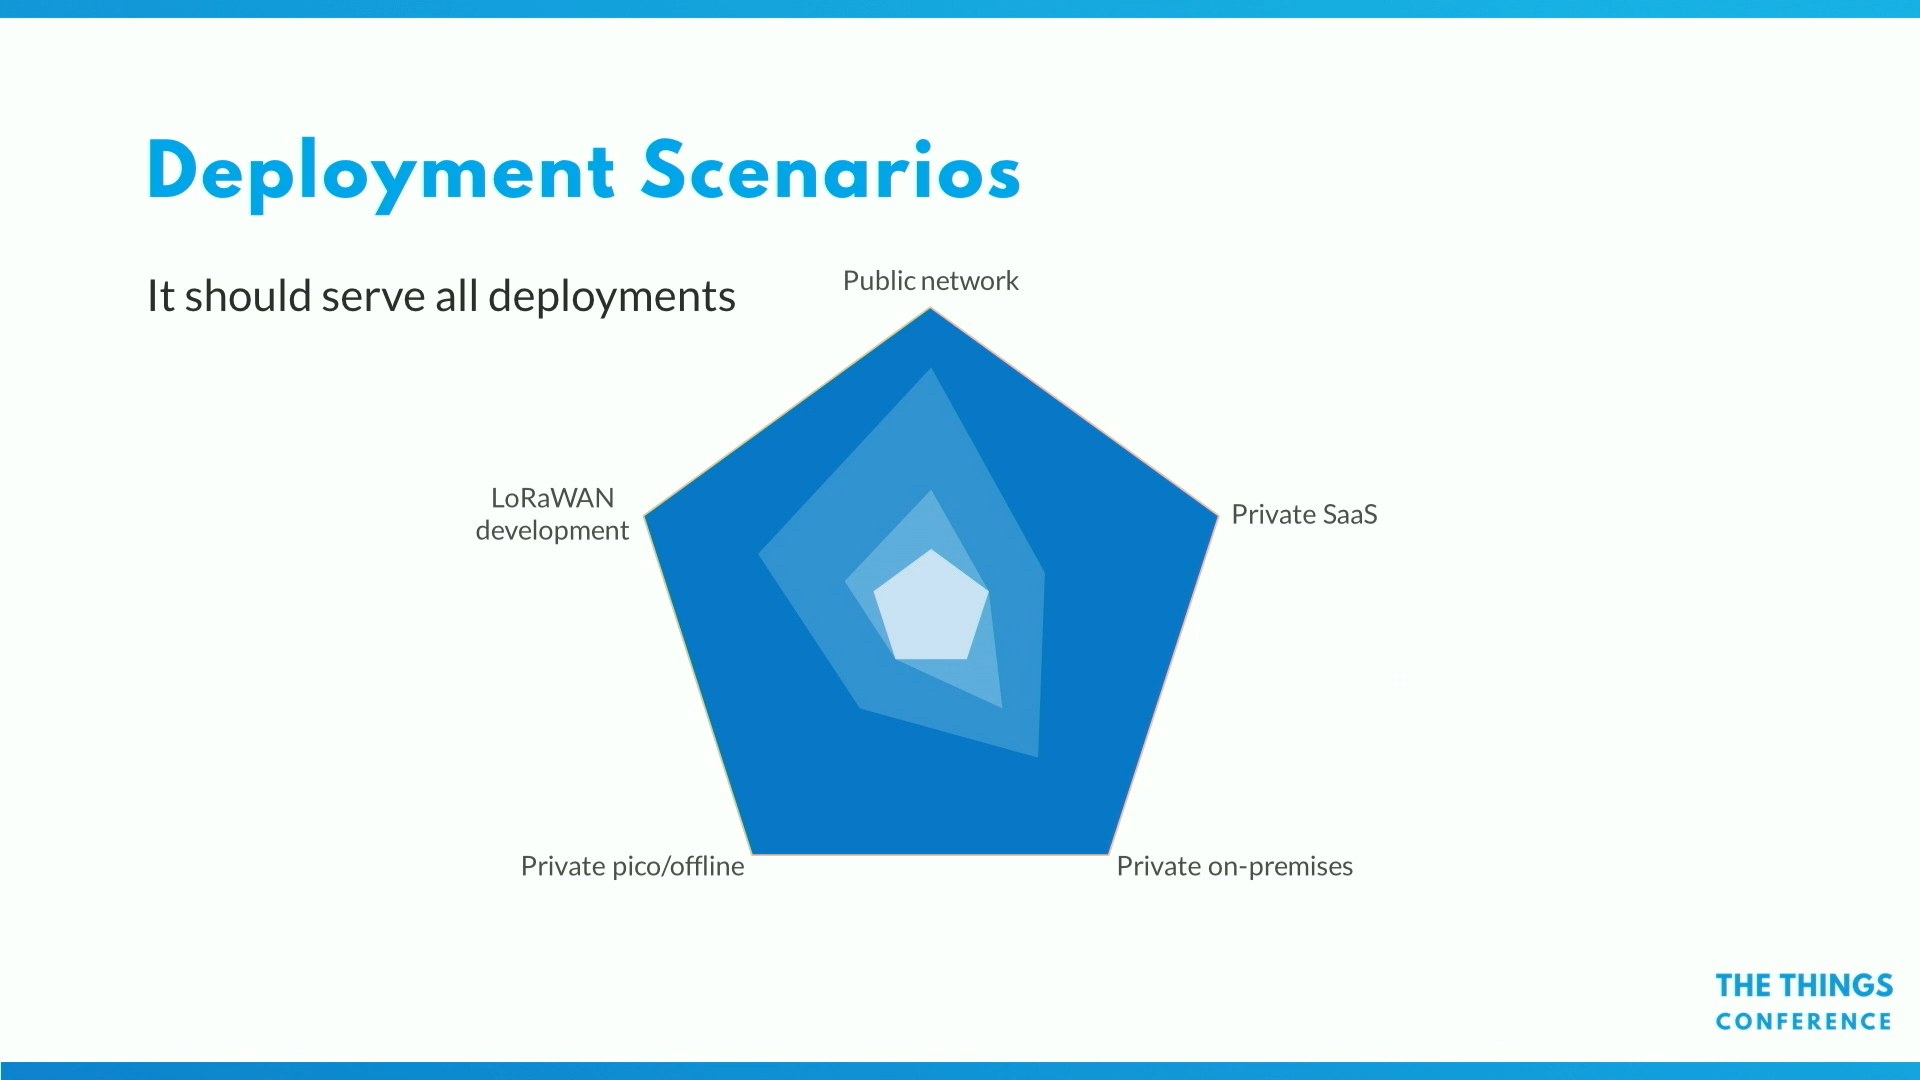 Deployment Scenarios
It should serve all deployments
Public network
LoRaWAN
development
Private SaaS
Private pico/offline
Private on-premises
THE THINGS
CONFERENCE